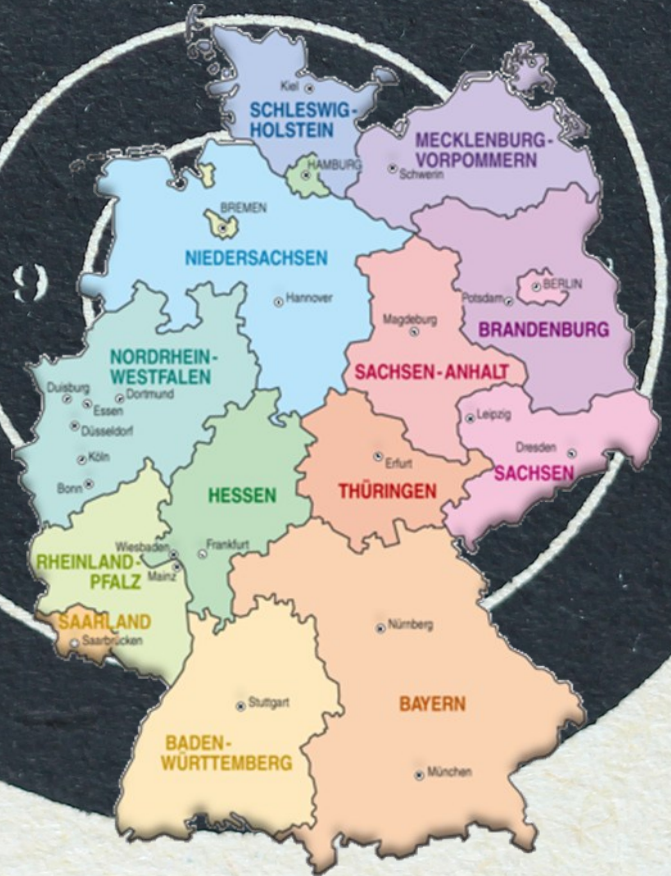 Kiel
SCHLESWIG-
HOLSTEIN
MECKLENBURG-
VORPOMMERN
HAMBURG
Schwerin
BREMEN
NIEDERSACHSEN
Hannover
BERLIN
Potsdam
BRANDENBURG
Magdeburg
SACHSEN-ANHALT
9
NORDRHEIN-
WESTFALEN
Duisburg
Dortmund
Essen
Düsseldorf
Köln
Bonn
Leipzig
Dresden
SACHSEN
Erfurt
THÜRINGEN
HESSEN
Wiesbaden
Frankfurt
Mainz
RHEINLAND-
PFALZ
SAARLAND
Saarbrücken
Nürnberg
BAYERN
Stuttgart
BADEN-
WÜRTTEMBERG
München